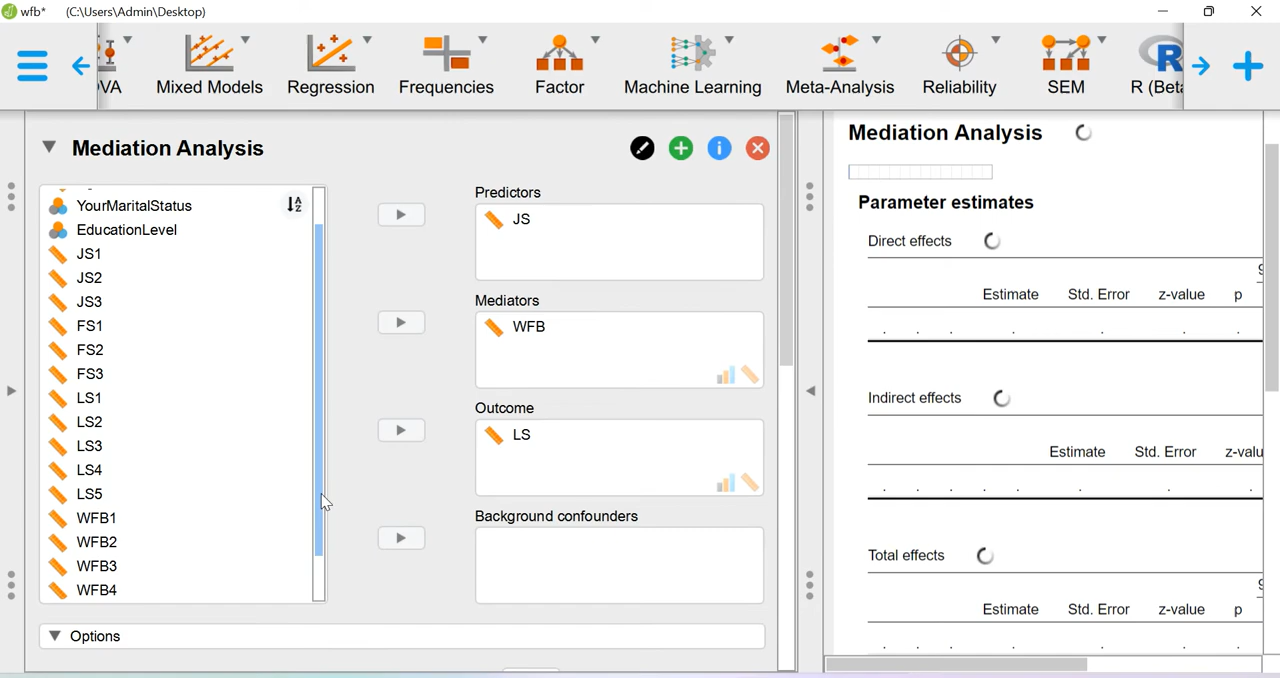 wfb* (C:\Users\Admin\Desktop)
OVA Mixed Models Regression Frequencies Factor Machine Learning Meta-Analysis Reliability SEM R (Beta
Mediation Analysis
YourMaritalStatus
EducationLevel
JS1
JS2
JS3
FS1
FS2
FS3
LS1
LS2
LS3
LS4
LS5
WFB1
WFB2
WFB3
WFB4
Predictors
JS
Mediators
WFB
Outcome
LS
Background confounders
Options
Mediation Analysis
Parameter estimates
Direct effects
Estimate Std. Error z-value p
Indirect effects
Estimate Std. Error z-valu
Total effects
Estimate Std. Error z-value p